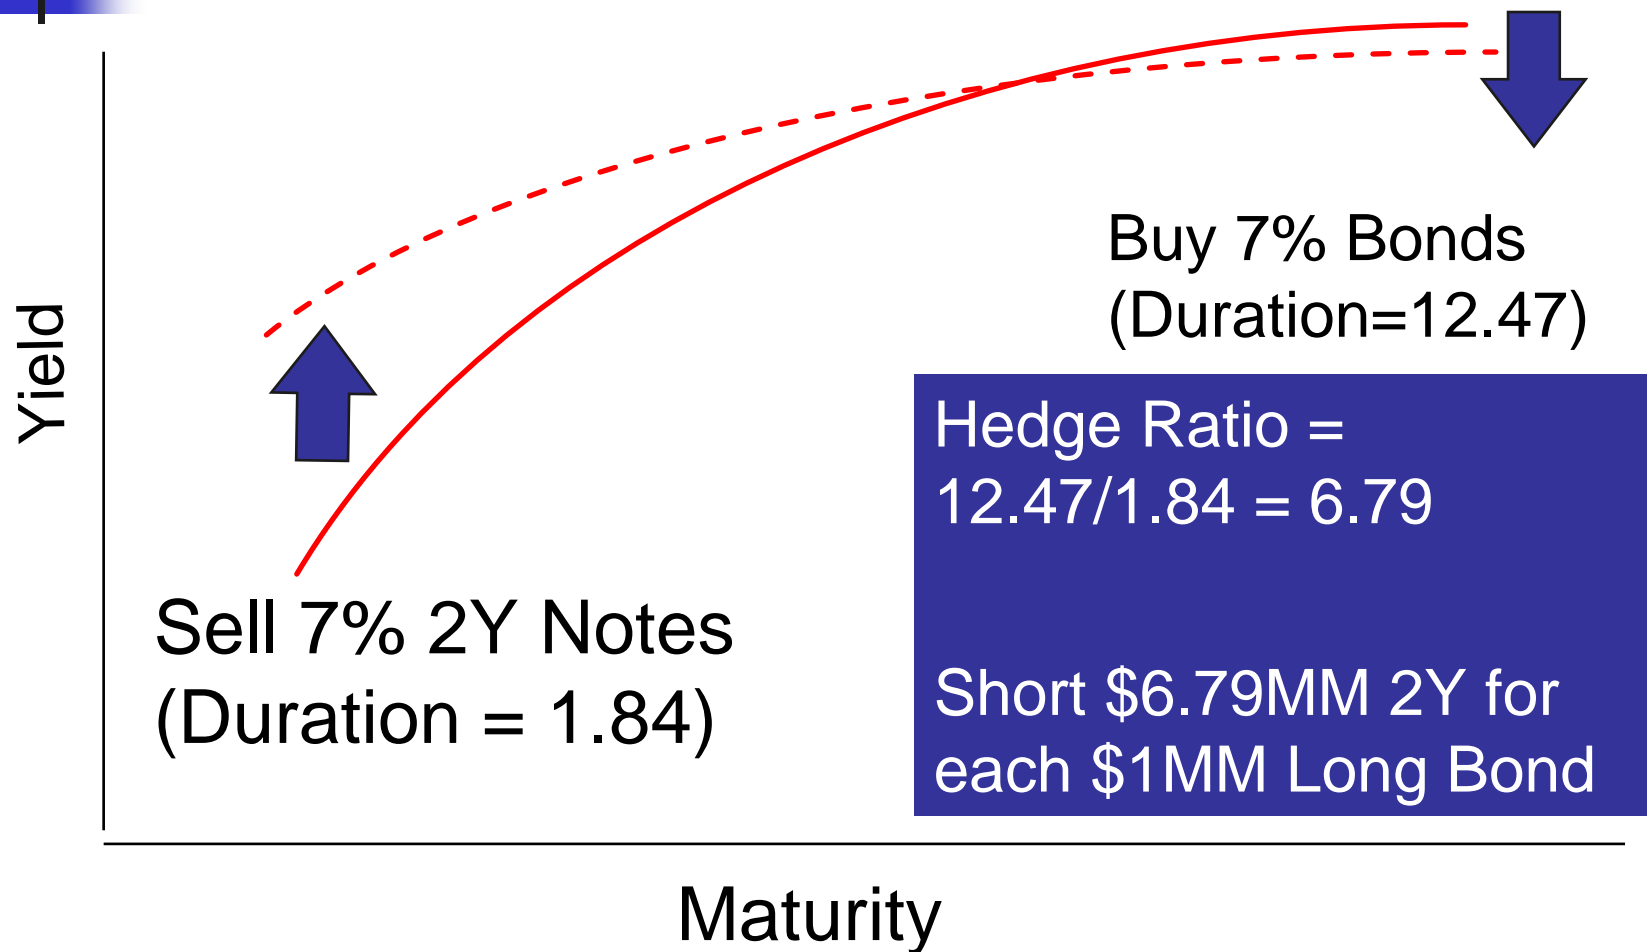 Yield
Buy 7% Bonds
(Duration=12.47)
Hedge Ratio =
12.47/1.84 = 6.79
Short $6.79MM 2Y for
each $1MM Long Bond
Sell 7% 2Y Notes
(Duration = 1.84)
Maturity